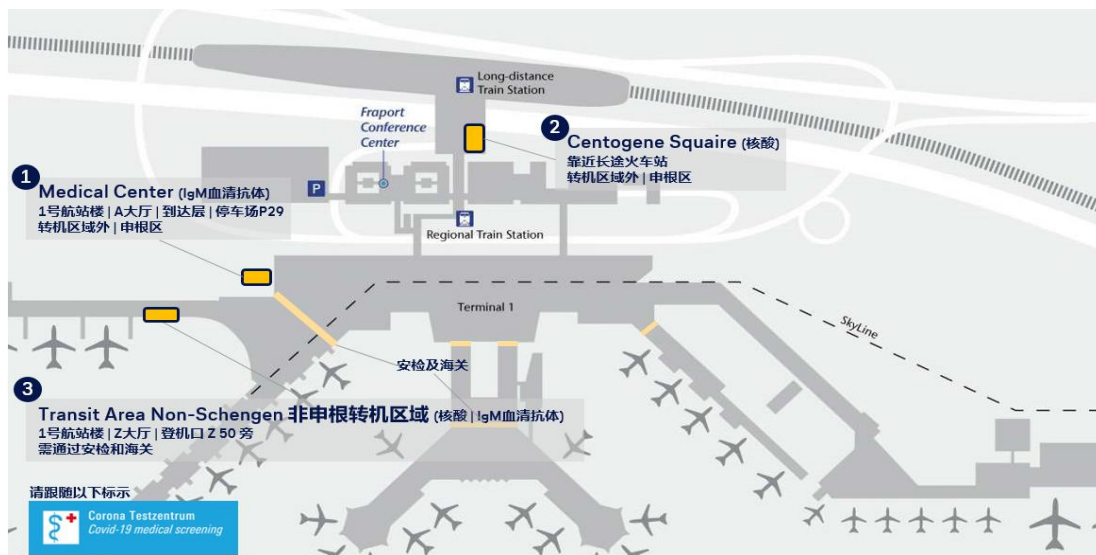 Long-distance
Train Station
Fraport
Conference
Center
2
Centogene Squaire (核酸)
靠近长途火车站
转机区域外 | 申根区
1
Medical Center (IgM血清抗体)
1号航站楼 | A大厅 | 到达层 | 停车场P29
转机区域外 | 申根区
P
Regional Train Station
Terminal 1
SkyLine
安检及海关
3
Transit Area Non-Schengen 非申根转机区域 (核酸 | IgM血清抗体)
1号航站楼 | Z大厅 | 登机口 Z 50 旁
需通过安检和海关
请跟随以下标示
Corona Testzentrum
Covid-19 medical screening